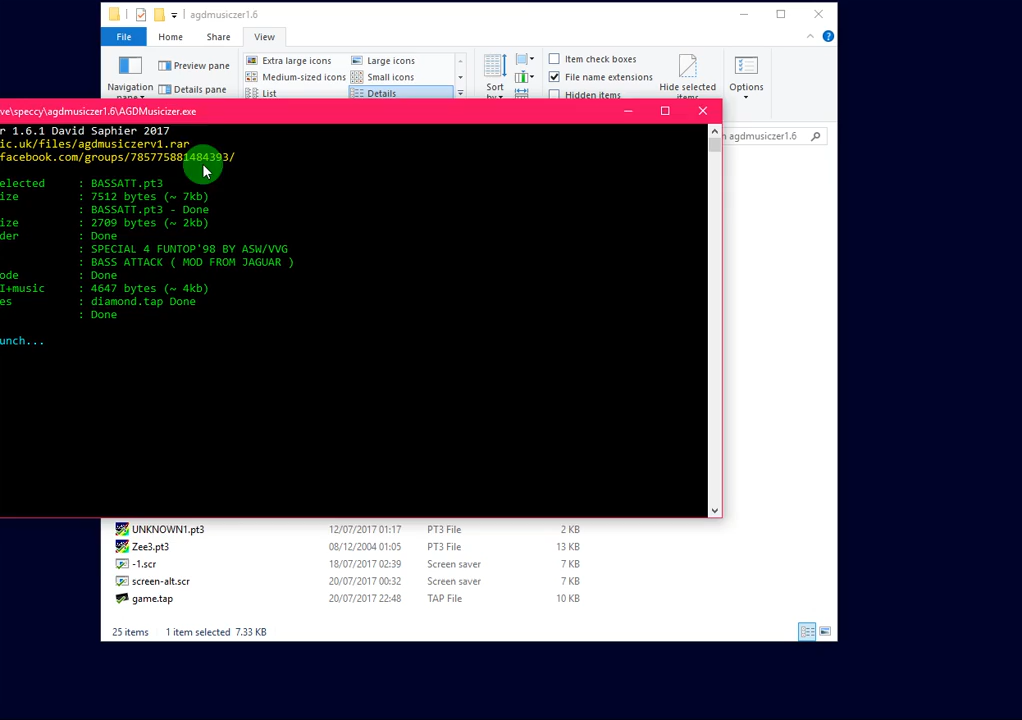 agdmusiczer1.6
File Home Share View
Preview pane
Details pane
Navigation
pane
Extra large icons Large icons
Medium-sized icons Small icons
List Details
Sort
by
Item check boxes
File name extensions
Hidden items
Hide selected
items
Options
ve\speccy\agdmusiczer1.6\AGDMusicizer.exe
agdmusiczer1.6
r 1.6.1 David Saphier 2017
ic.uk/files/agdmusiczerv1.rar
facebook.com/groups/785775881484393/
elected : BASSATT.pt3
ize : 7512 bytes (~ 7kb)
: BASSATT.pt3 - Done
ize : 2709 bytes (~ 2kb)
der : Done
: SPECIAL 4 FUNTOP'98 BY ASW/VVG
: BASS ATTACK ( MOD FROM JAGUAR )
ode : Done
I+music : 4647 bytes (~ 4kb)
es : diamond.tap Done
: Done
unch...
UNKNOWN1.pt3 12/07/2017 01:17 PT3 File 2 KB
Zee3.pt3 08/12/2004 01:05 PT3 File 13 KB
-1.scr 18/07/2017 02:39 Screen saver 7 KB
screen-alt.scr 20/07/2017 00:32 Screen saver 7 KB
game.tap 20/07/2017 22:48 TAP File 10 KB
25 items 1 item selected 7.33 KB